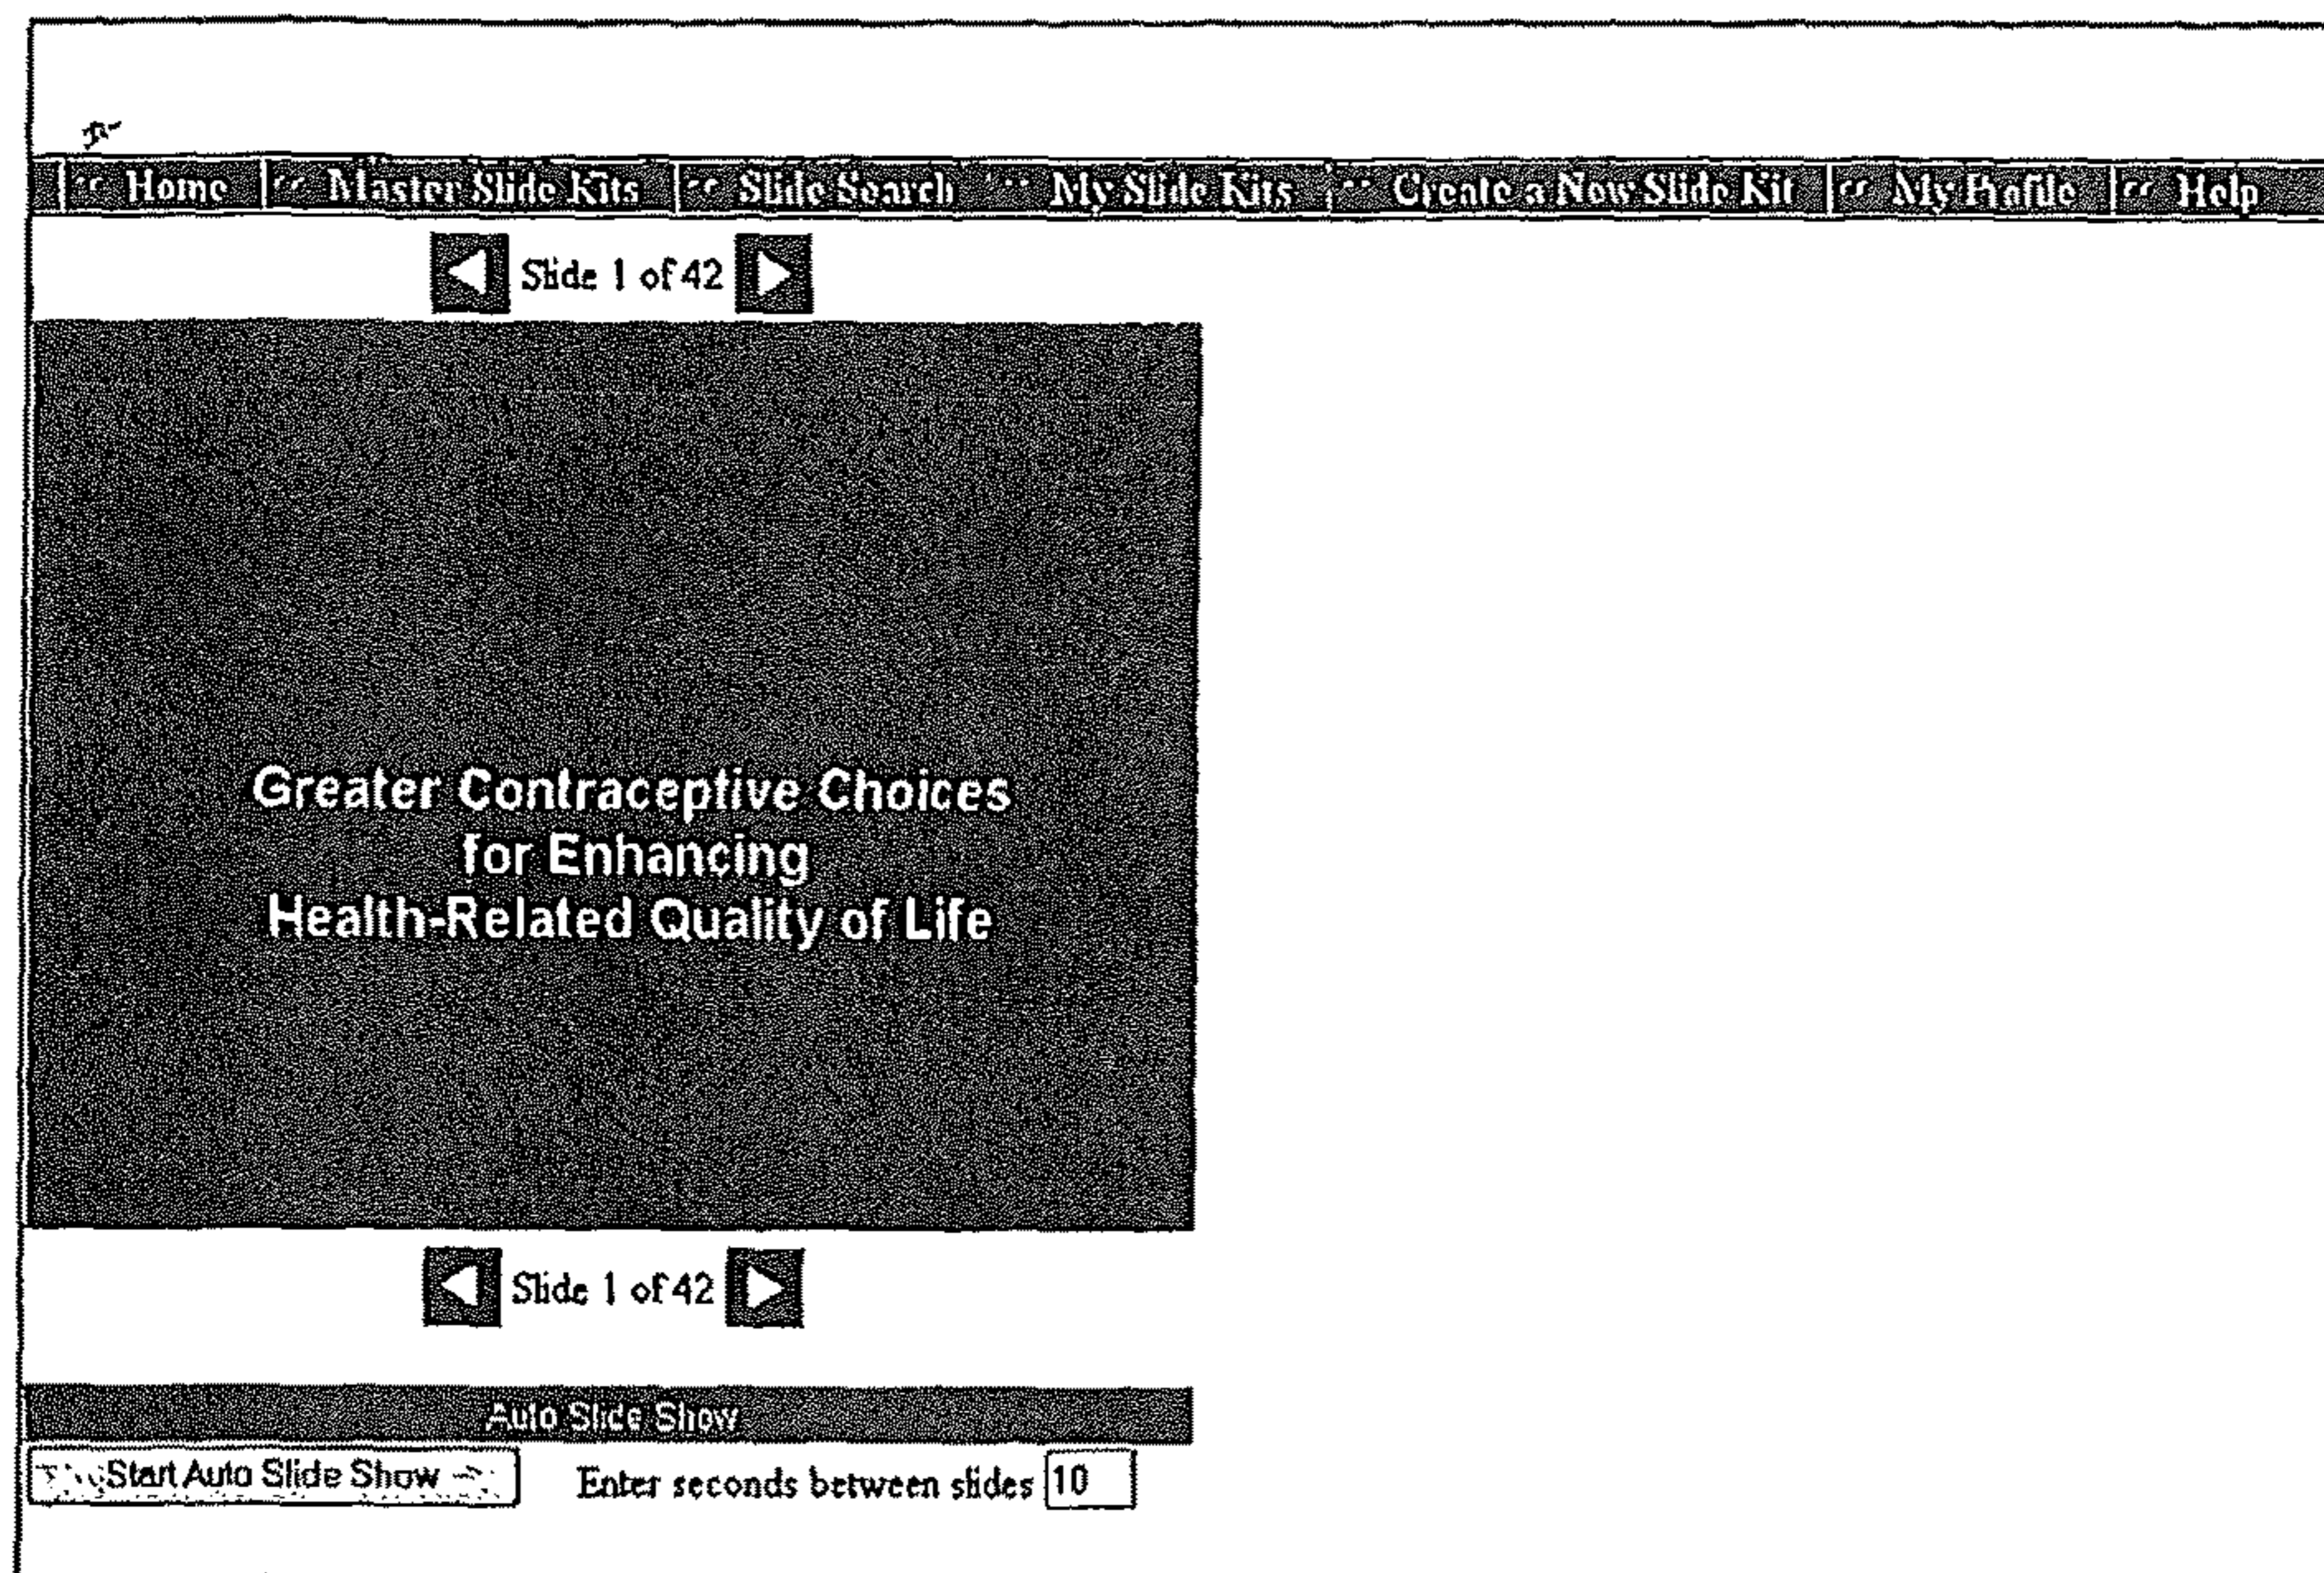 Home Master Slide Kits Slide Search My Slide Kits Create a New Slide Kit My Profile Help
Slide 1 of 42
Greater Contraceptive Choices
for Enhancing
Health-Related Quality of Life
Slide 1 of 42
Auto Slide Show
Start Auto Slide Show Enter seconds between slides 10